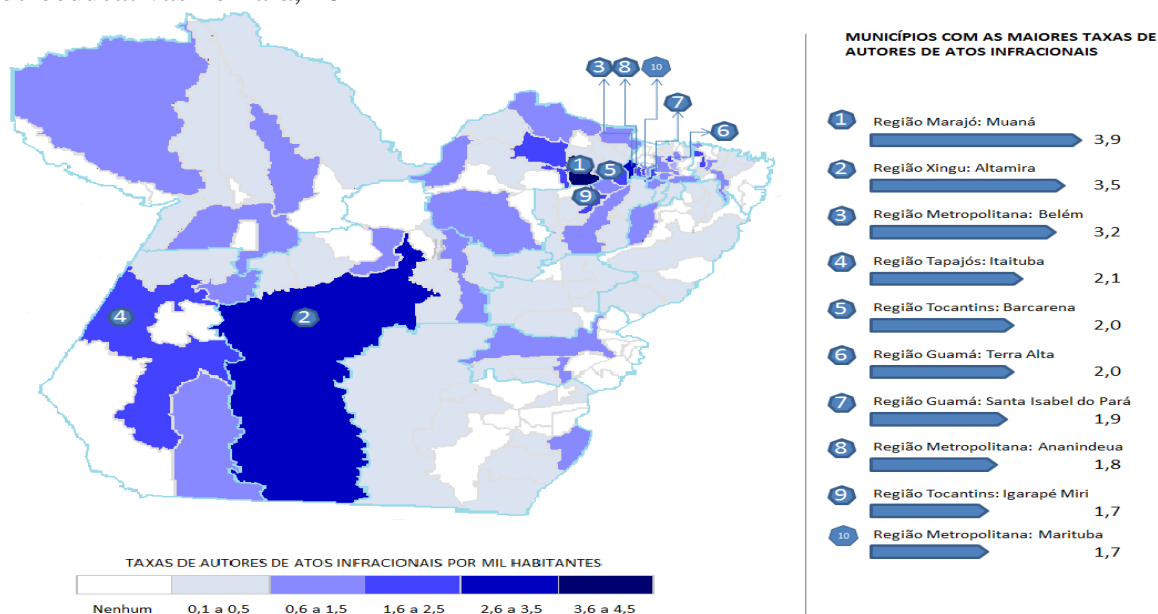 MUNICÍPIOS COM AS MAIORES TAXAS DE
AUTORES DE ATOS INFRACIONAIS
3 8 10
7
6
1
5
9
4
2
1 Região Marajó: Muaná
3,9
2 Região Xingu: Altamira
3,5
3 Região Metropolitana: Belém
3,2
4 Região Tapajós: Itaituba
2,1
5 Região Tocantins: Barcarena
2,0
6 Região Guamá: Terra Alta
2,0
7 Região Guamá: Santa Isabel do Pará
1,9
8 Região Metropolitana: Ananindeua
1,8
9 Região Tocantins: Igarapé Miri
1,7
10 Região Metropolitana: Marituba
1,7
TAXAS DE AUTORES DE ATOS INFRACIONAIS POR MIL HABITANTES
Nenhum 0,1 a 0,5 0,6 a 1,5 1,6 a 2,5 2,6 a 3,5 3,6 a 4,5